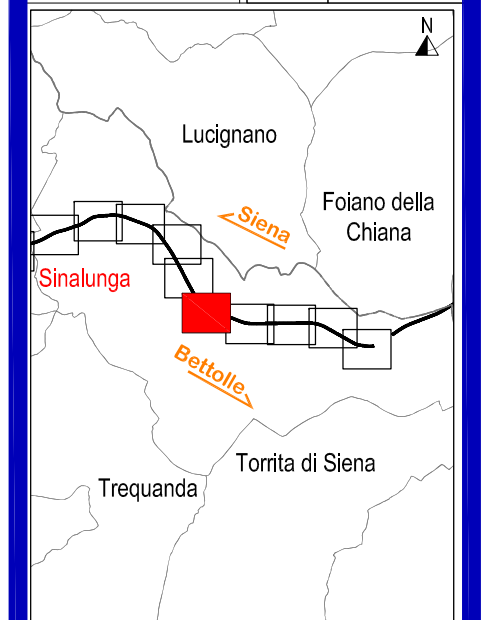 N
Lucignano
Foiano della
Chiana
Siena
Sinalunga
Bettolle
Torrita di Siena
Trequanda